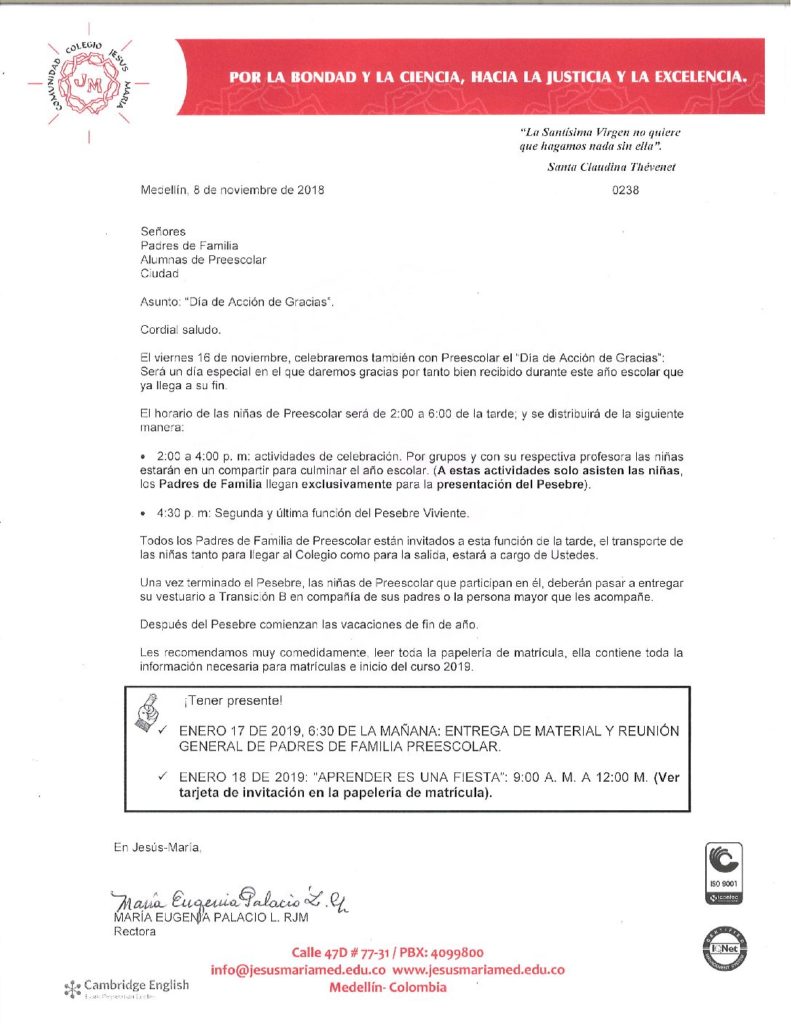 COMUNIDAD COLEGIO JESÚS MARÍA
JM
POR LA BONDAD Y LA CIENCIA, HACIA LA JUSTICIA Y LA EXCELENCIA.
“La Santísima Virgen no quiere
que hagamos nada sin ella”.
Santa Claudina Thévenet
Medellín, 8 de noviembre de 2018 0238
Señores
Padres de Familia
Alumnas de Preescolar
Ciudad
Asunto: “Día de Acción de Gracias”.
Cordial saludo.
El viernes 16 de noviembre, celebraremos también con Preescolar el “Día de Acción de Gracias”:
Será un día especial en el que daremos gracias por tanto bien recibido durante este año escolar que
ya llega a su fin.
El horario de las niñas de Preescolar será de 2:00 a 6:00 de la tarde; y se distribuirá de la siguiente
manera:
• 2:00 a 4:00 p. m: actividades de celebración. Por grupos y con su respectiva profesora las niñas
estarán en un compartir para culminar el año escolar. (A estas actividades solo asisten las niñas,
los Padres de Familia llegan exclusivamente para la presentación del Pesebre).
• 4:30 p. m: Segunda y última función del Pesebre Viviente.
Todos los Padres de Familia de Preescolar están invitados a esta función de la tarde, el transporte de
las niñas tanto para llegar al Colegio como para la salida, estará a cargo de Ustedes.
Una vez terminado el Pesebre, las niñas de Preescolar que participan en él, deberán pasar a entregar
su vestuario a Transición B en compañía de sus padres o la persona mayor que les acompañe.
Después del Pesebre comienzan las vacaciones de fin de año.
Les recomendamos muy comedidamente, leer toda la papelería de matrícula, ella contiene toda la
información necesaria para matrículas e inicio del curso 2019.
¡Tener presente!
✓ ENERO 17 DE 2019, 6:30 DE LA MAÑANA: ENTREGA DE MATERIAL Y REUNIÓN
GENERAL DE PADRES DE FAMILIA PREESCOLAR.
✓ ENERO 18 DE 2019: “APRENDER ES UNA FIESTA”: 9:00 A. M. A 12:00 M. (Ver
tarjeta de invitación en la papelería de matrícula).
En Jesús-María,
María Eugenia Palacio L.
MARÍA EUGENIA PALACIO L. RJM
Rectora
ISO 9001
icontec
CERTIFIED
IQNet
MANAGEMENT SYSTEM
Calle 47D # 77-31 / PBX: 4099800
info@jesusmariamed.edu.co www.jesusmariamed.edu.co
Medellín- Colombia
Cambridge English